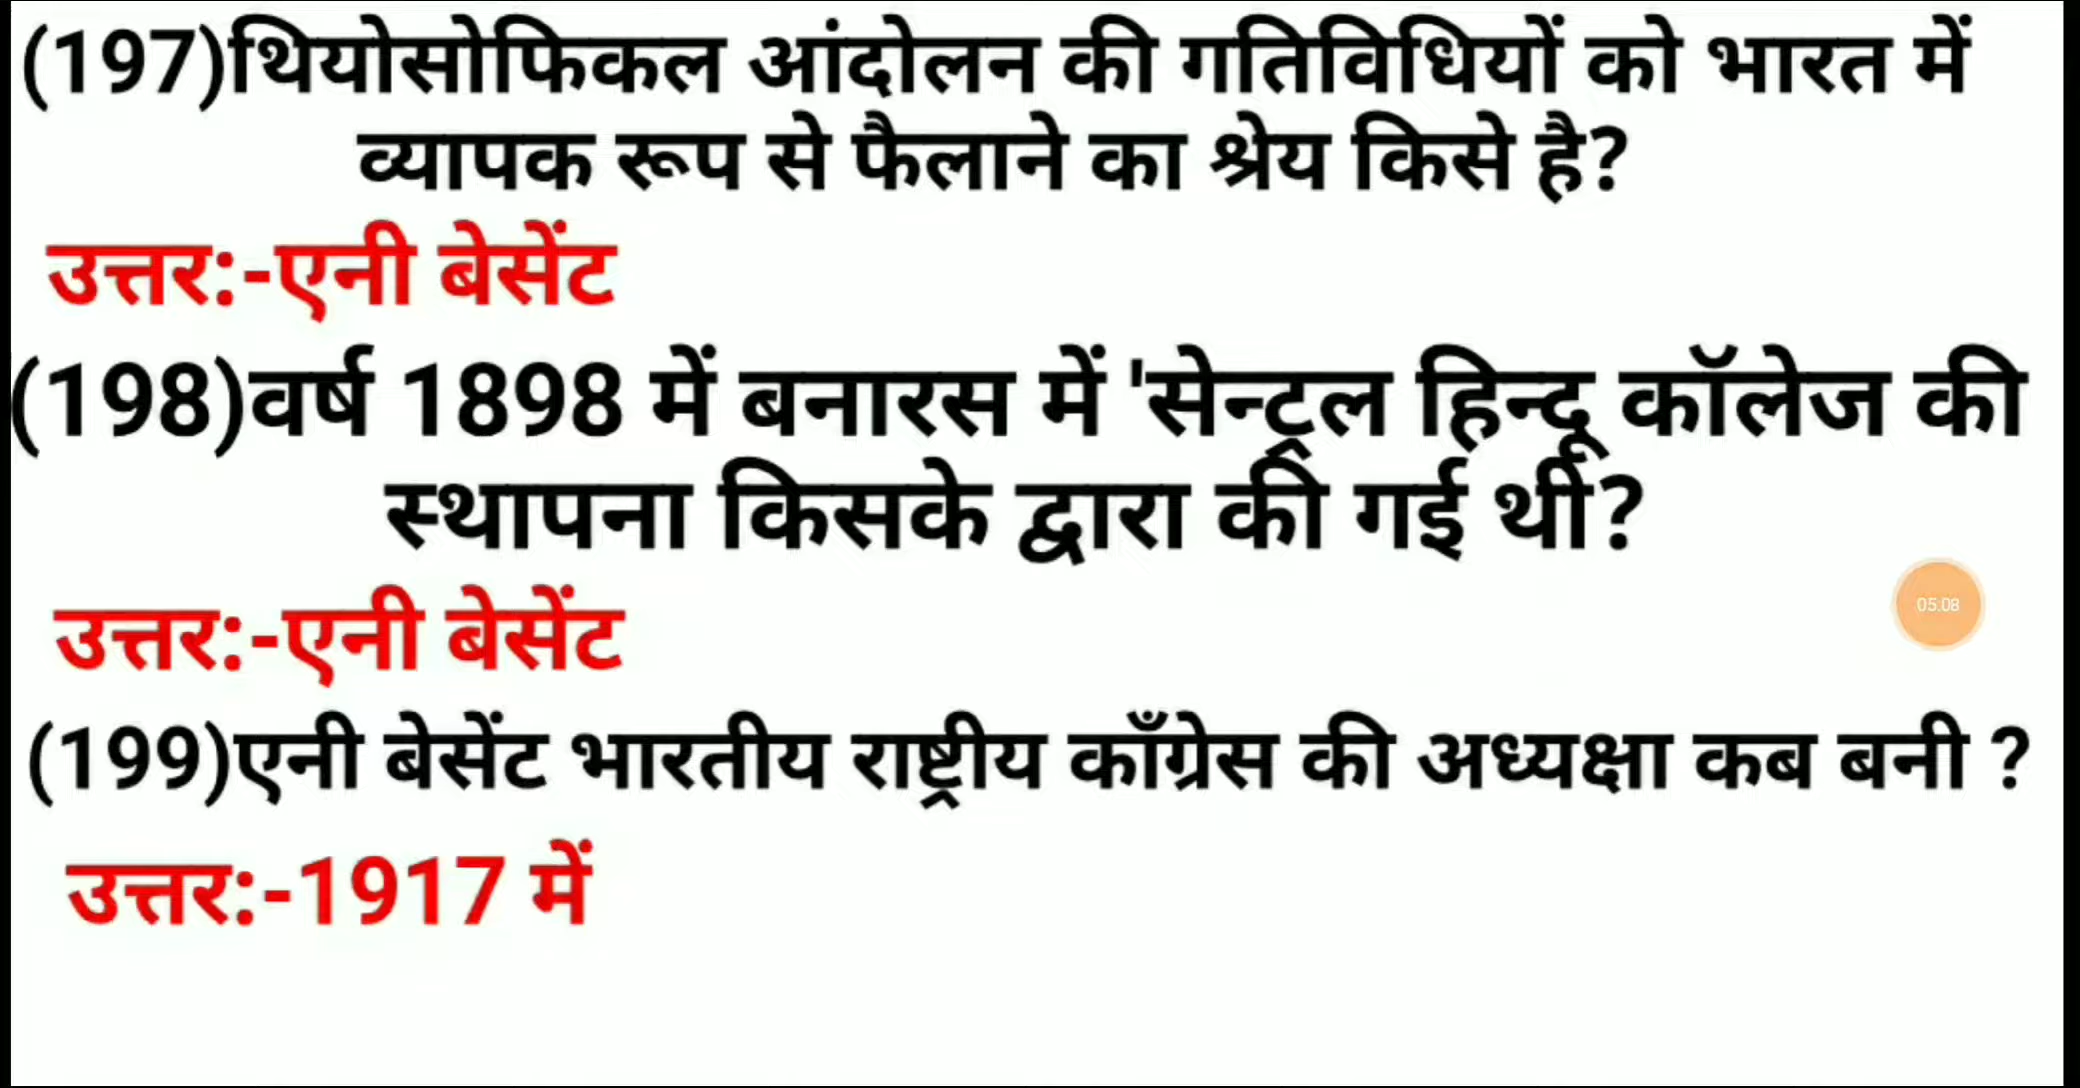 (197)थियोसोफिकल आंदोलन की गतिविधियों को भारत में
व्यापक रूप से फैलाने का श्रेय किसे है?
उत्तर:-एनी बेसेंट
(198)वर्ष 1898 में बनारस में 'सेन्ट्रल हिन्दू कॉलेज की
स्थापना किसके द्वारा की गई थी?
05:08
उत्तर:-एनी बेसेंट
(199)एनी बेसेंट भारतीय राष्ट्रीय काँग्रेस की अध्यक्षा कब बनी ?
उत्तर:-1917 में